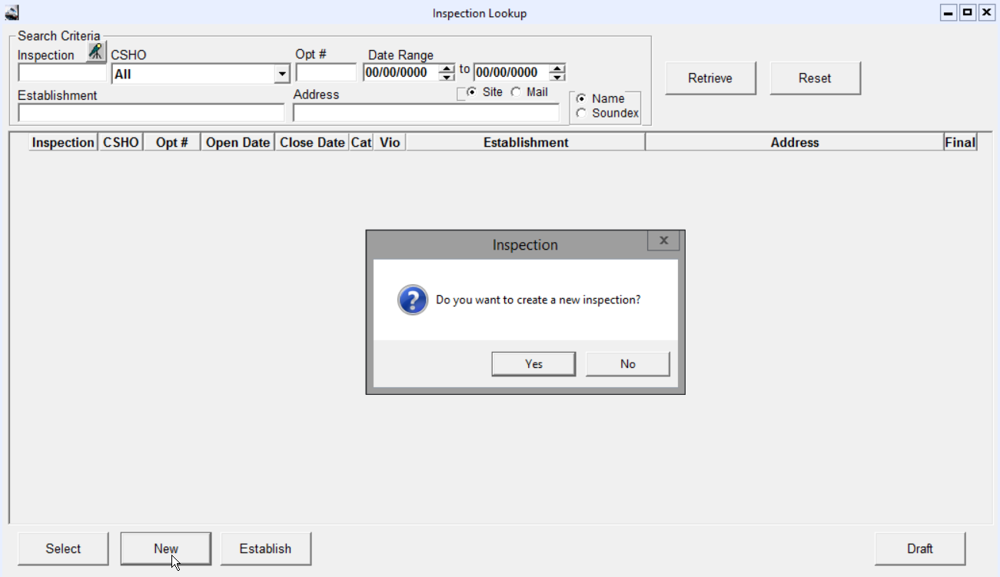 Inspection Lookup
Search Criteria
Inspection CSHO Opt # Date Range
All 00/00/0000 to 00/00/0000
Establishment Address Site Mail
Name
Soundex
Retrieve Reset
Inspection CSHO Opt # Open Date Close Date Cat Vio Establishment Address Final
Inspection
x
Do you want to create a new inspection?
Yes No
Select New Establish Draft